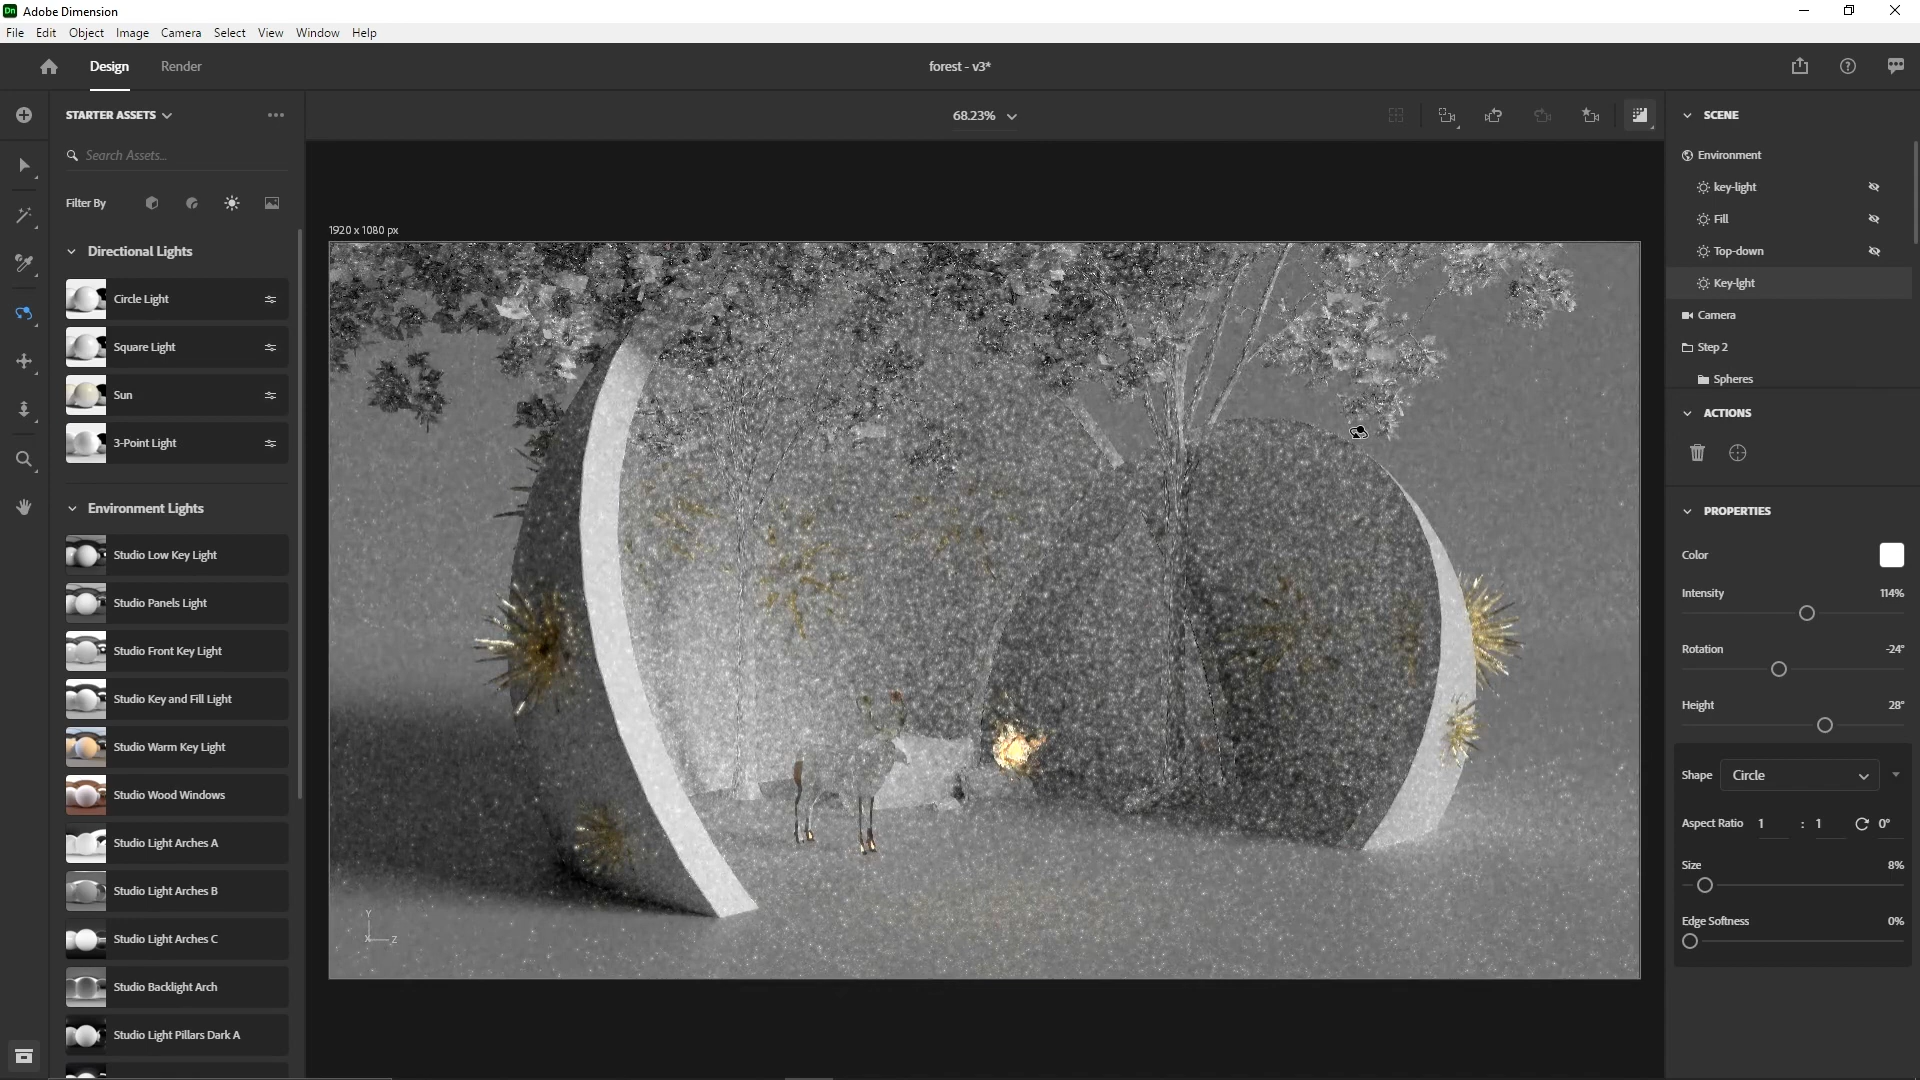 Dn Adobe Dimension
File Edit Object Image Camera Select View Window Help
Design Render forest - v3*
STARTER ASSETS
68.23%
SCENE
Search Assets...
Filter By
Environment
key-light
Fill
Top-down
Key-lght
Camera
Step 2
Spheres
1920 x 1080 px
Directional Lights
Circle Light
Square Light
Sun
3-Point Light
Environment Lights
Studio Low Key Light
Studio Panels Light
Studio Front Key Light
Studio Key and Fill Light
Studio Warm Key Light
Studio Wood Windows
Studio Light Arches A
Studio Light Arches B
Studio Light Arches C
Studio Backlight Arch
Studio Light Pillars Dark A
Y
X Z
ACTIONS
PROPERTIES
Color
Intensity 114%
Rotation -24°
Height 28°
Shape Circle
Aspect Ratio 1 : 1 0°
Size 8%
Edge Softness 0%